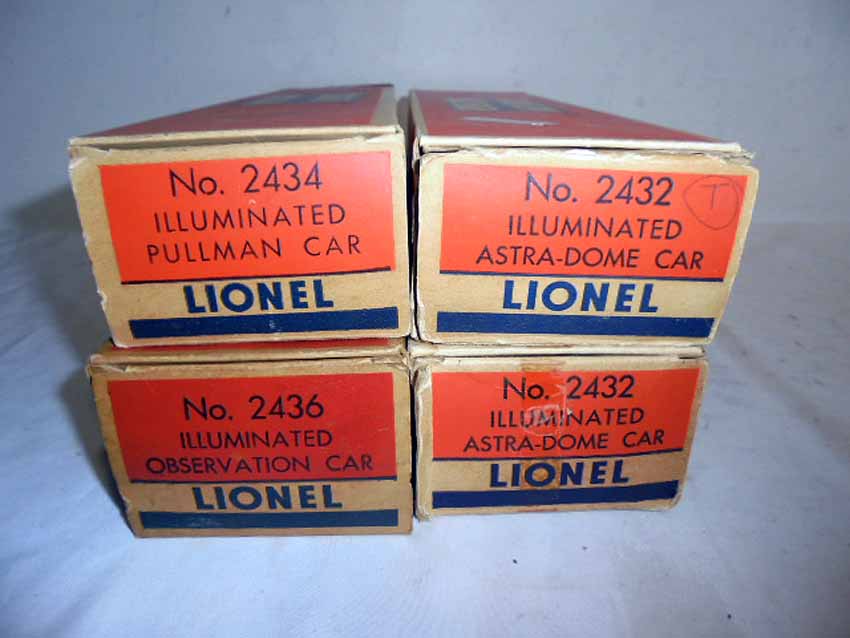 No. 2434
ILLUMINATED
PULLMAN CAR
LIONEL
No. 2432
T
ILLUMINATED
ASTRA-DOME CAR
LIONEL
No. 2436
ILLUMINATED
OBSERVATION CAR
LIONEL
No. 2432
ILLUMINATED
ASTRA-DOME CAR
LIONEL